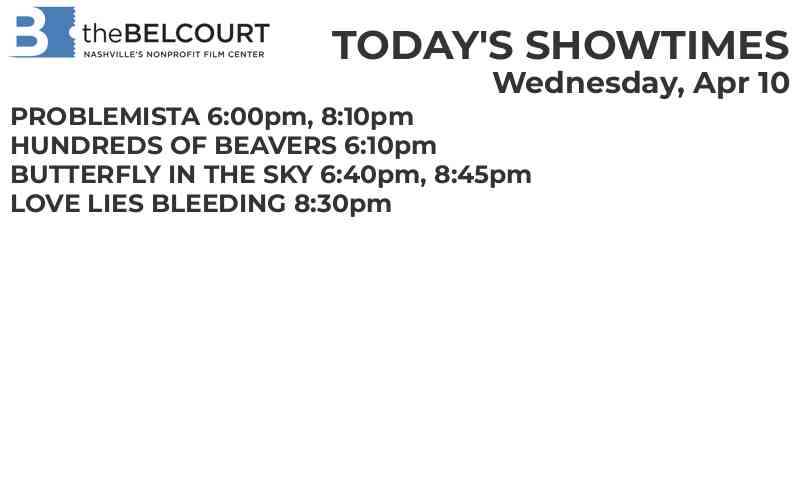 B theBELCOURT
NASHVILLE'S NONPROFIT FILM CENTER
TODAY'S SHOWTIMES
Wednesday, Apr 10
PROBLEMISTA 6:00pm, 8:10pm
HUNDREDS OF BEAVERS 6:10pm
BUTTERFLY IN THE SKY 6:40pm, 8:45pm
LOVE LIES BLEEDING 8:30pm